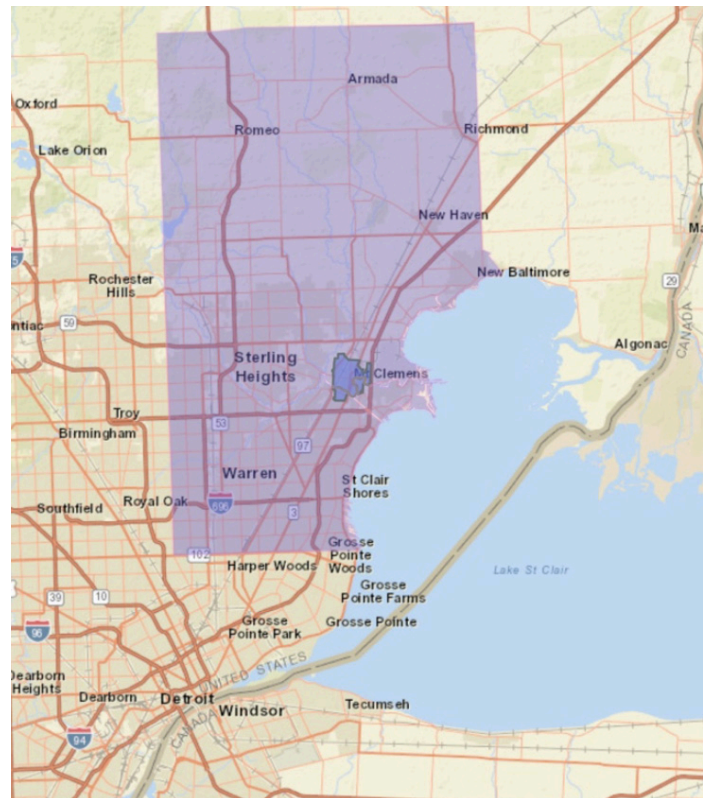 Armada
Oxford
Romeo
Richmond
Lake Orion
New Haven
New Baltimore
Rochester
Hills
29
CANADA
59
Algonac
Sterling
Heights
Mt Clemens
Troy
53
Birmingham
97
Warren
St Clair
Shores
Royal Oak
696
Southfield
3
102
Grosse
Pointe
Woods
Harper Woods
Lake St Clair
Grosse
Pointe Farms
39
10
Grosse
Pointe Park
Grosse Pointe
96
UNITED STATES
Dearborn
Heights
Dearborn
Detroit
Windsor
Tecumseh
CANADA
94